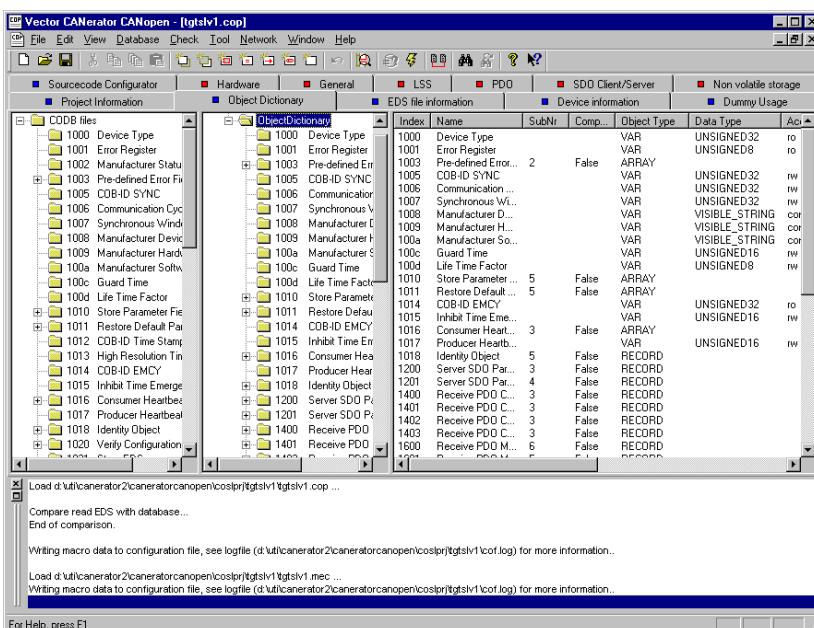 Vector CANerator CANopen - [tgtslv1.cop]
File Edit View Database Check Tool Network Window Help
Sourcecode Configurator Hardware General LSS PDO SDO Client/Server Non volatile storage
Project Information Object Dictionary EDS file information Device information Dummy Usage
CODB files
1000 Device Type
1001 Error Register
1002 Manufacturer Statu
1003 Pre-defined Error Fi
1005 COB-ID SYNC
1006 Communication Cyc
1007 Synchronous Windo
1008 Manufacturer Devic
1009 Manufacturer Hardw
100a Manufacturer Softw
100c Guard Time
100d Life Time Factor
1010 Store Parameter Fie
1011 Restore Default Par
1012 COB-ID Time Stamp
1013 High Resolution Tim
1014 COB-ID EMCY
1015 Inhibit Time Emerge
1016 Consumer Heartbea
1017 Producer Heartbeat
1018 Identity Object
1020 Verify Configuration
ObjectDictionary
1000 Device Type
1001 Error Register
1003 Pre-defined Err
1005 COB-ID SYNC
1006 Communication
1007 Synchronous W
1008 Manufacturer D
1009 Manufacturer H
100a Manufacturer S
100c Guard Time
100d Life Time Facto
1010 Store Paramete
1011 Restore Defau
1014 COB-ID EMCY
1015 Inhibit Time Em
1016 Consumer Hea
1017 Producer Hear
1018 Identity Object
1200 Server SDO Pa
1201 Server SDO Pa
1400 Receive PDO
1401 Receive PDO
Index Name SubNr Comp... Object Type Data Type Acc
1000 Device Type VAR UNSIGNED32 ro
1001 Error Register VAR UNSIGNED8 ro
1003 Pre-defined Error... 2 False ARRAY
1005 COB-ID SYNC VAR UNSIGNED32 rw
1006 Communication ... VAR UNSIGNED32 rw
1007 Synchronous Wi... VAR UNSIGNED32 rw
1008 Manufacturer D... VAR VISIBLE_STRING cor
1009 Manufacturer H... VAR VISIBLE_STRING cor
100a Manufacturer So... VAR VISIBLE_STRING cor
100c Guard Time VAR UNSIGNED16 rw
100d Life Time Factor VAR UNSIGNED8 rw
1010 Store Parameter ... 5 False ARRAY
1011 Restore Default ... 5 False ARRAY
1014 COB-ID EMCY VAR UNSIGNED32 ro
1015 Inhibit Time Eme... VAR UNSIGNED16 rw
1016 Consumer Heart... 3 False ARRAY
1017 Producer Heartb... VAR UNSIGNED16 rw
1018 Identity Object 5 False RECORD
1200 Server SDO Par... 3 False RECORD
1201 Server SDO Par... 4 False RECORD
1400 Receive PDO C... 3 False RECORD
1401 Receive PDO C... 3 False RECORD
1402 Receive PDO C... 3 False RECORD
1403 Receive PDO C... 3 False RECORD
1600 Receive PDO M... 6 False RECORD
Load d:\uti\canerator2\caneratorcanopen\coslprj\tgtslv1\tgtslv1.cop ...
Compare read EDS with database...
End of comparison.
Writing macro data to configuration file, see logfile (d:\uti\canerator2\caneratorcanopen\coslprj\tgtslv1\cof.log) for more information..
Load d:\uti\canerator2\caneratorcanopen\coslprj\tgtslv1\tgtslv1.mec ...
Writing macro data to configuration file, see logfile (d:\uti\canerator2\caneratorcanopen\coslprj\tgtslv1\cof.log) for more information..
For Help, press F1